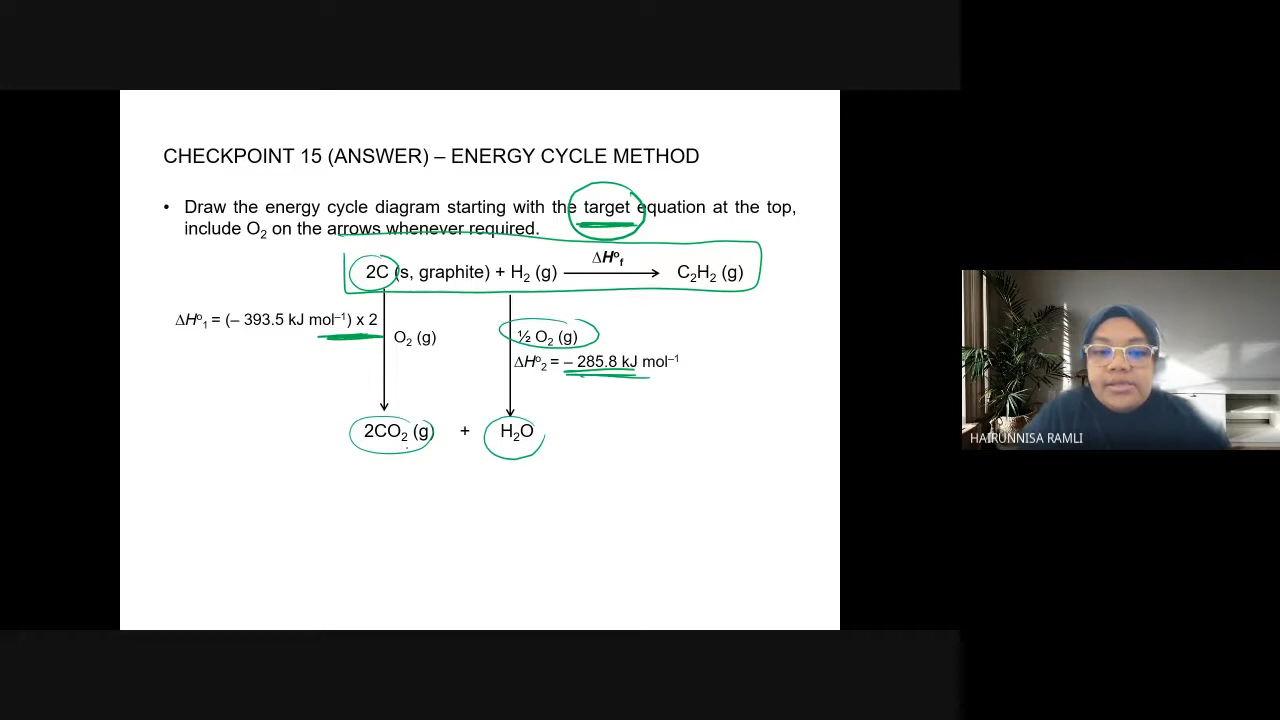 CHECKPOINT 15 (ANSWER) – ENERGY CYCLE METHOD
• Draw the energy cycle diagram starting with the target equation at the top,
include O₂ on the arrows whenever required.
ΔH°f
2C (s, graphite) + H₂ (g) → C₂H₂ (g)
ΔH°₁ = (– 393.5 kJ mol⁻¹) x 2
O₂ (g)
½ O₂ (g)
ΔH°₂ = – 285.8 kJ mol⁻¹
2CO₂ (g) + H₂O
HAIRUNNISA RAMLI